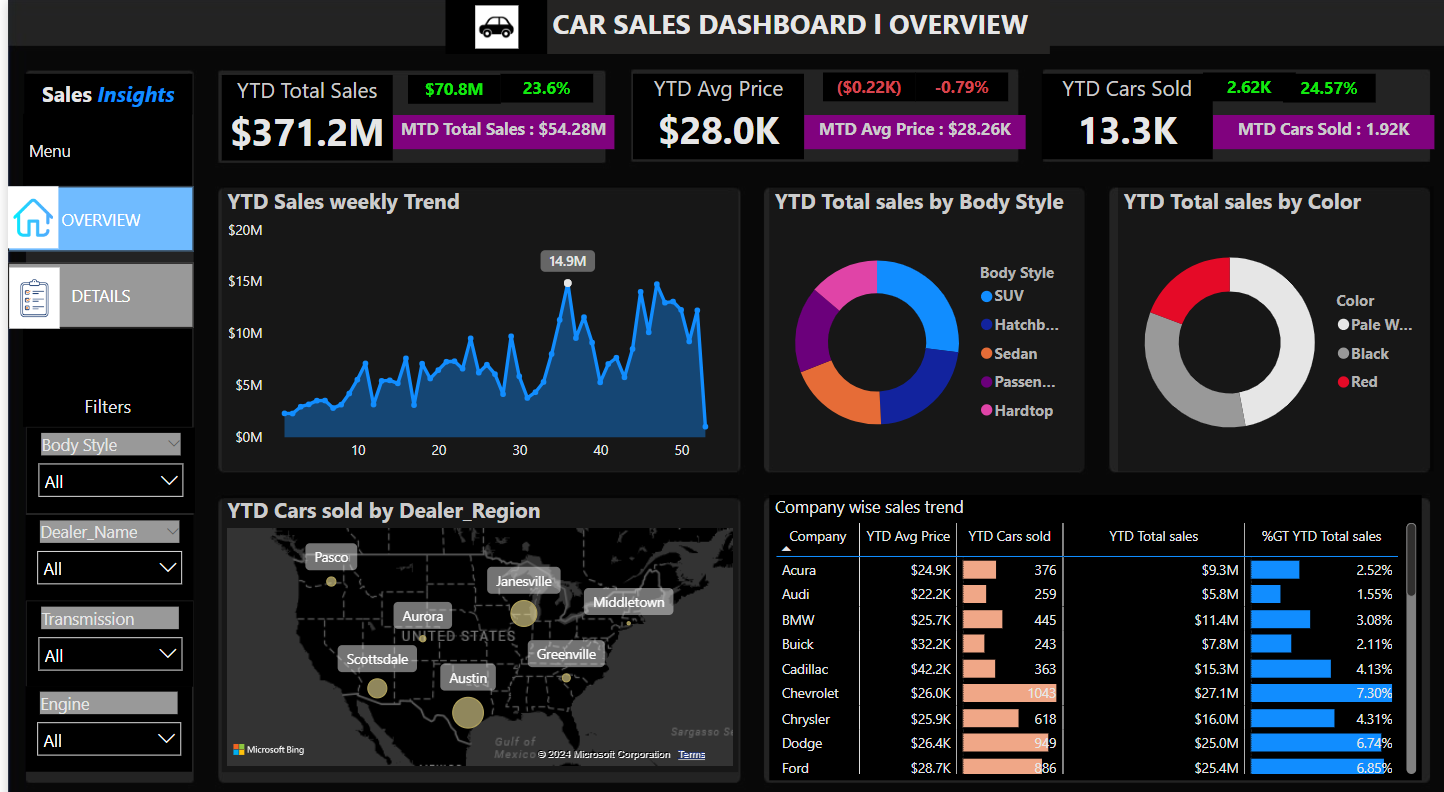 CAR SALES DASHBOARD l OVERVIEW
Sales Insights
Menu
OVERVIEW
DETAILS
Filters
Body Style
All
Dealer_Name
All
Transmission
All
Engine
All
YTD Total Sales
$371.2M
$70.8M 23.6%
MTD Total Sales : $54.28M
YTD Avg Price
$28.0K
($0.22K) -0.79%
MTD Avg Price : $28.26K
YTD Cars Sold
13.3K
2.62K 24.57%
MTD Cars Sold : 1.92K
YTD Sales weekly Trend
$20M
$15M
$10M
$5M
$0M
14.9M
10 20 30 40 50
YTD Total sales by Body Style
Body Style
SUV
Hatchb...
Sedan
Passen...
Hardtop
YTD Total sales by Color
Color
Pale W...
Black
Red
YTD Cars sold by Dealer_Region
Pasco
Janesville
Middletown
Aurora
UNITED STATES
Scottsdale
Greenville
Austin
Sargasso Se
Gulf of
Mexico
MEXICO
Microsoft Bing
© 2024 Microsoft Corporation Terms
Company wise sales trend
Company YTD Avg Price YTD Cars sold YTD Total sales %GT YTD Total sales
Acura $24.9K 376 $9.3M 2.52%
Audi $22.2K 259 $5.8M 1.55%
BMW $25.7K 445 $11.4M 3.08%
Buick $32.2K 243 $7.8M 2.11%
Cadillac $42.2K 363 $15.3M 4.13%
Chevrolet $26.0K 1043 $27.1M 7.30%
Chrysler $25.9K 618 $16.0M 4.31%
Dodge $26.4K 949 $25.0M 6.74%
Ford $28.7K 886 $25.4M 6.85%